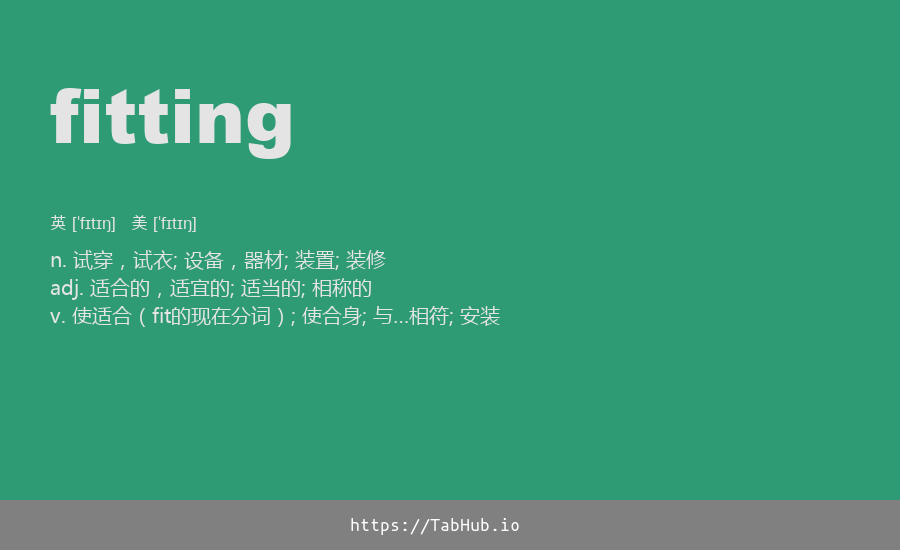 fitting
英 ['fɪtɪŋ] 美 ['fɪtɪŋ]
n. 试穿，试衣; 设备，器材; 装置; 装修
adj. 适合的，适宜的; 适当的; 相称的
v. 使适合（fit的现在分词）; 使合身; 与…相符; 安装
https://TabHub.io